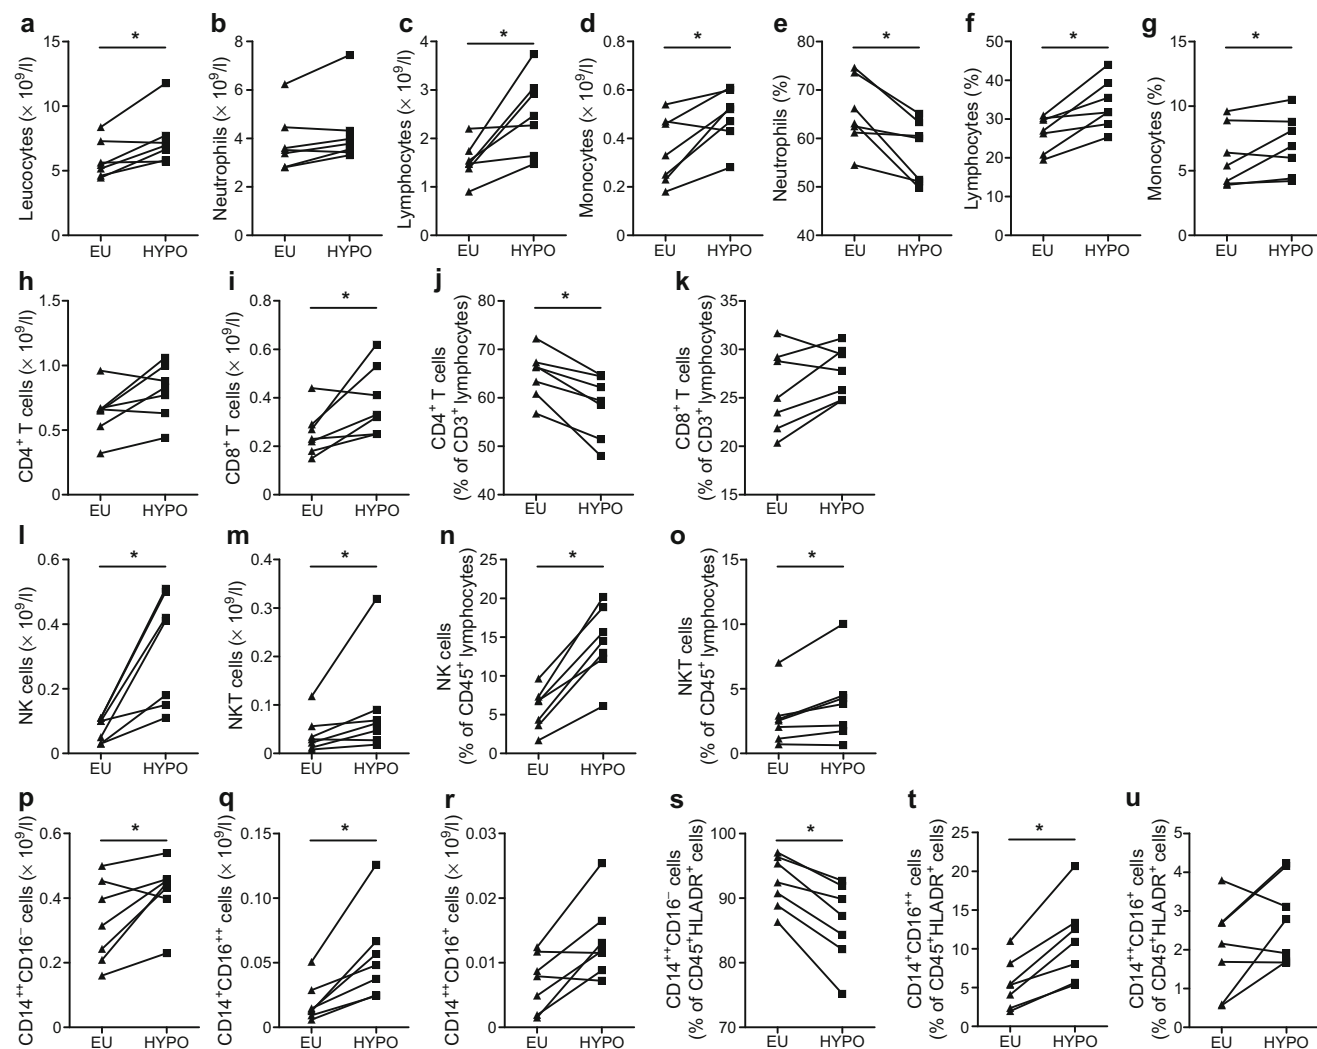 a
Leucocytes (× 10⁹/l)
15
10
5
0
EU HYPO
*
b
Neutrophils (× 10⁹/l)
8
6
4
2
0
EU HYPO
c
Lymphocytes (× 10⁹/l)
4
3
2
1
0
EU HYPO
*
d
Monocytes (× 10⁹/l)
0.8
0.6
0.4
0.2
0
EU HYPO
*
e
Neutrophils (%)
80
70
60
50
40
EU HYPO
*
f
Lymphocytes (%)
50
40
30
20
10
0
EU HYPO
*
g
Monocytes (%)
15
10
5
0
EU HYPO
*
h
CD4⁺ T cells (× 10⁹/l)
1.5
1.0
0.5
0
EU HYPO
i
CD8⁺ T cells (× 10⁹/l)
0.8
0.6
0.4
0.2
0
EU HYPO
*
j
CD4⁺ T cells
(% of CD3⁺ lymphocytes)
80
70
60
50
40
EU HYPO
*
k
CD8⁺ T cells
(% of CD3⁺ lymphocytes)
35
30
25
20
15
EU HYPO
l
NK cells (× 10⁹/l)
0.6
0.4
0.2
0
EU HYPO
*
m
NKT cells (× 10⁹/l)
0.4
0.3
0.2
0.1
0
EU HYPO
*
n
NK cells
(% of CD45⁺ lymphocytes)
25
20
15
10
5
0
EU HYPO
*
o
NKT cells
(% of CD45⁺ lymphocytes)
15
10
5
0
EU HYPO
*
p
CD14⁺⁺CD16⁻ cells (× 10⁹/l)
0.6
0.4
0.2
0
EU HYPO
*
q
CD14⁺CD16⁺⁺ cells (× 10⁹/l)
0.15
0.10
0.05
0
EU HYPO
*
r
CD14⁺⁺CD16⁺ cells (× 10⁹/l)
0.03
0.02
0.01
0
EU HYPO
s
CD14⁺⁺CD16⁻ cells
(% of CD45⁺HLADR⁺ cells)
100
90
80
70
EU HYPO
*
t
CD14⁺CD16⁺⁺ cells
(% of CD45⁺HLADR⁺ cells)
25
20
15
10
5
0
EU HYPO
*
u
CD14⁺⁺CD16⁺ cells
(% of CD45⁺HLADR⁺ cells)
5
4
3
2
1
0
EU HYPO